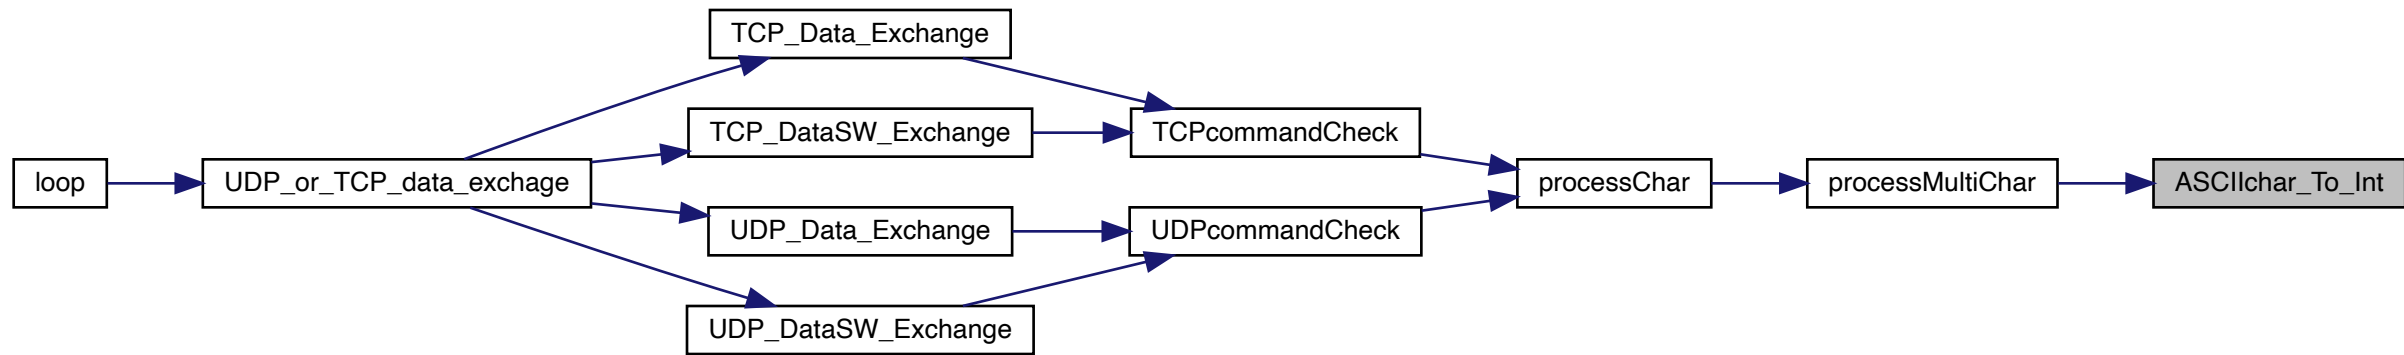 TCP_Data_Exchange
TCP_DataSW_Exchange
TCPcommandCheck
loop
UDP_or_TCP_data_exchage
processChar
processMultiChar
ASCIIchar_To_Int
UDP_Data_Exchange
UDPcommandCheck
UDP_DataSW_Exchange